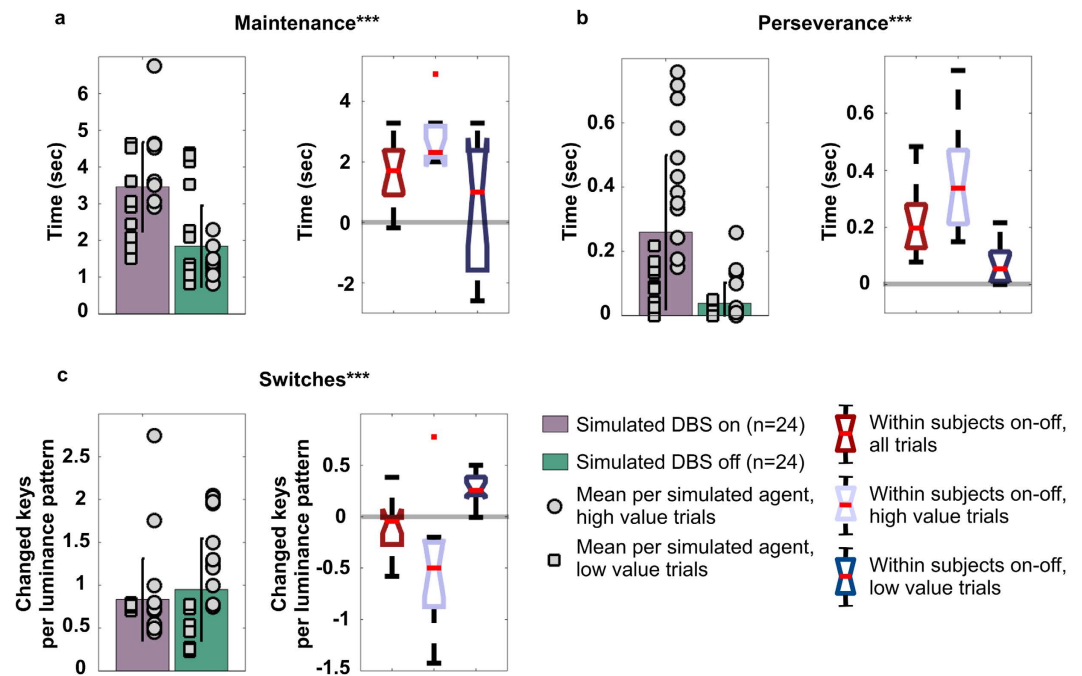 a
Maintenance***
Time (sec)
6
5
4
3
2
1
0
Time (sec)
4
2
0
-2
b
Perseverance***
Time (sec)
0.6
0.4
0.2
0
Time (sec)
0.6
0.4
0.2
0
c
Switches***
Changed keys
per luminance pattern
2.5
2
1.5
1
0.5
0
Changed keys
per luminance pattern
0.5
0
-0.5
-1
-1.5
Simulated DBS on (n=24)
Simulated DBS off (n=24)
Mean per simulated agent,
high value trials
Mean per simulated agent,
low value trials
Within subjects on-off,
all trials
Within subjects on-off,
high value trials
Within subjects on-off,
low value trials